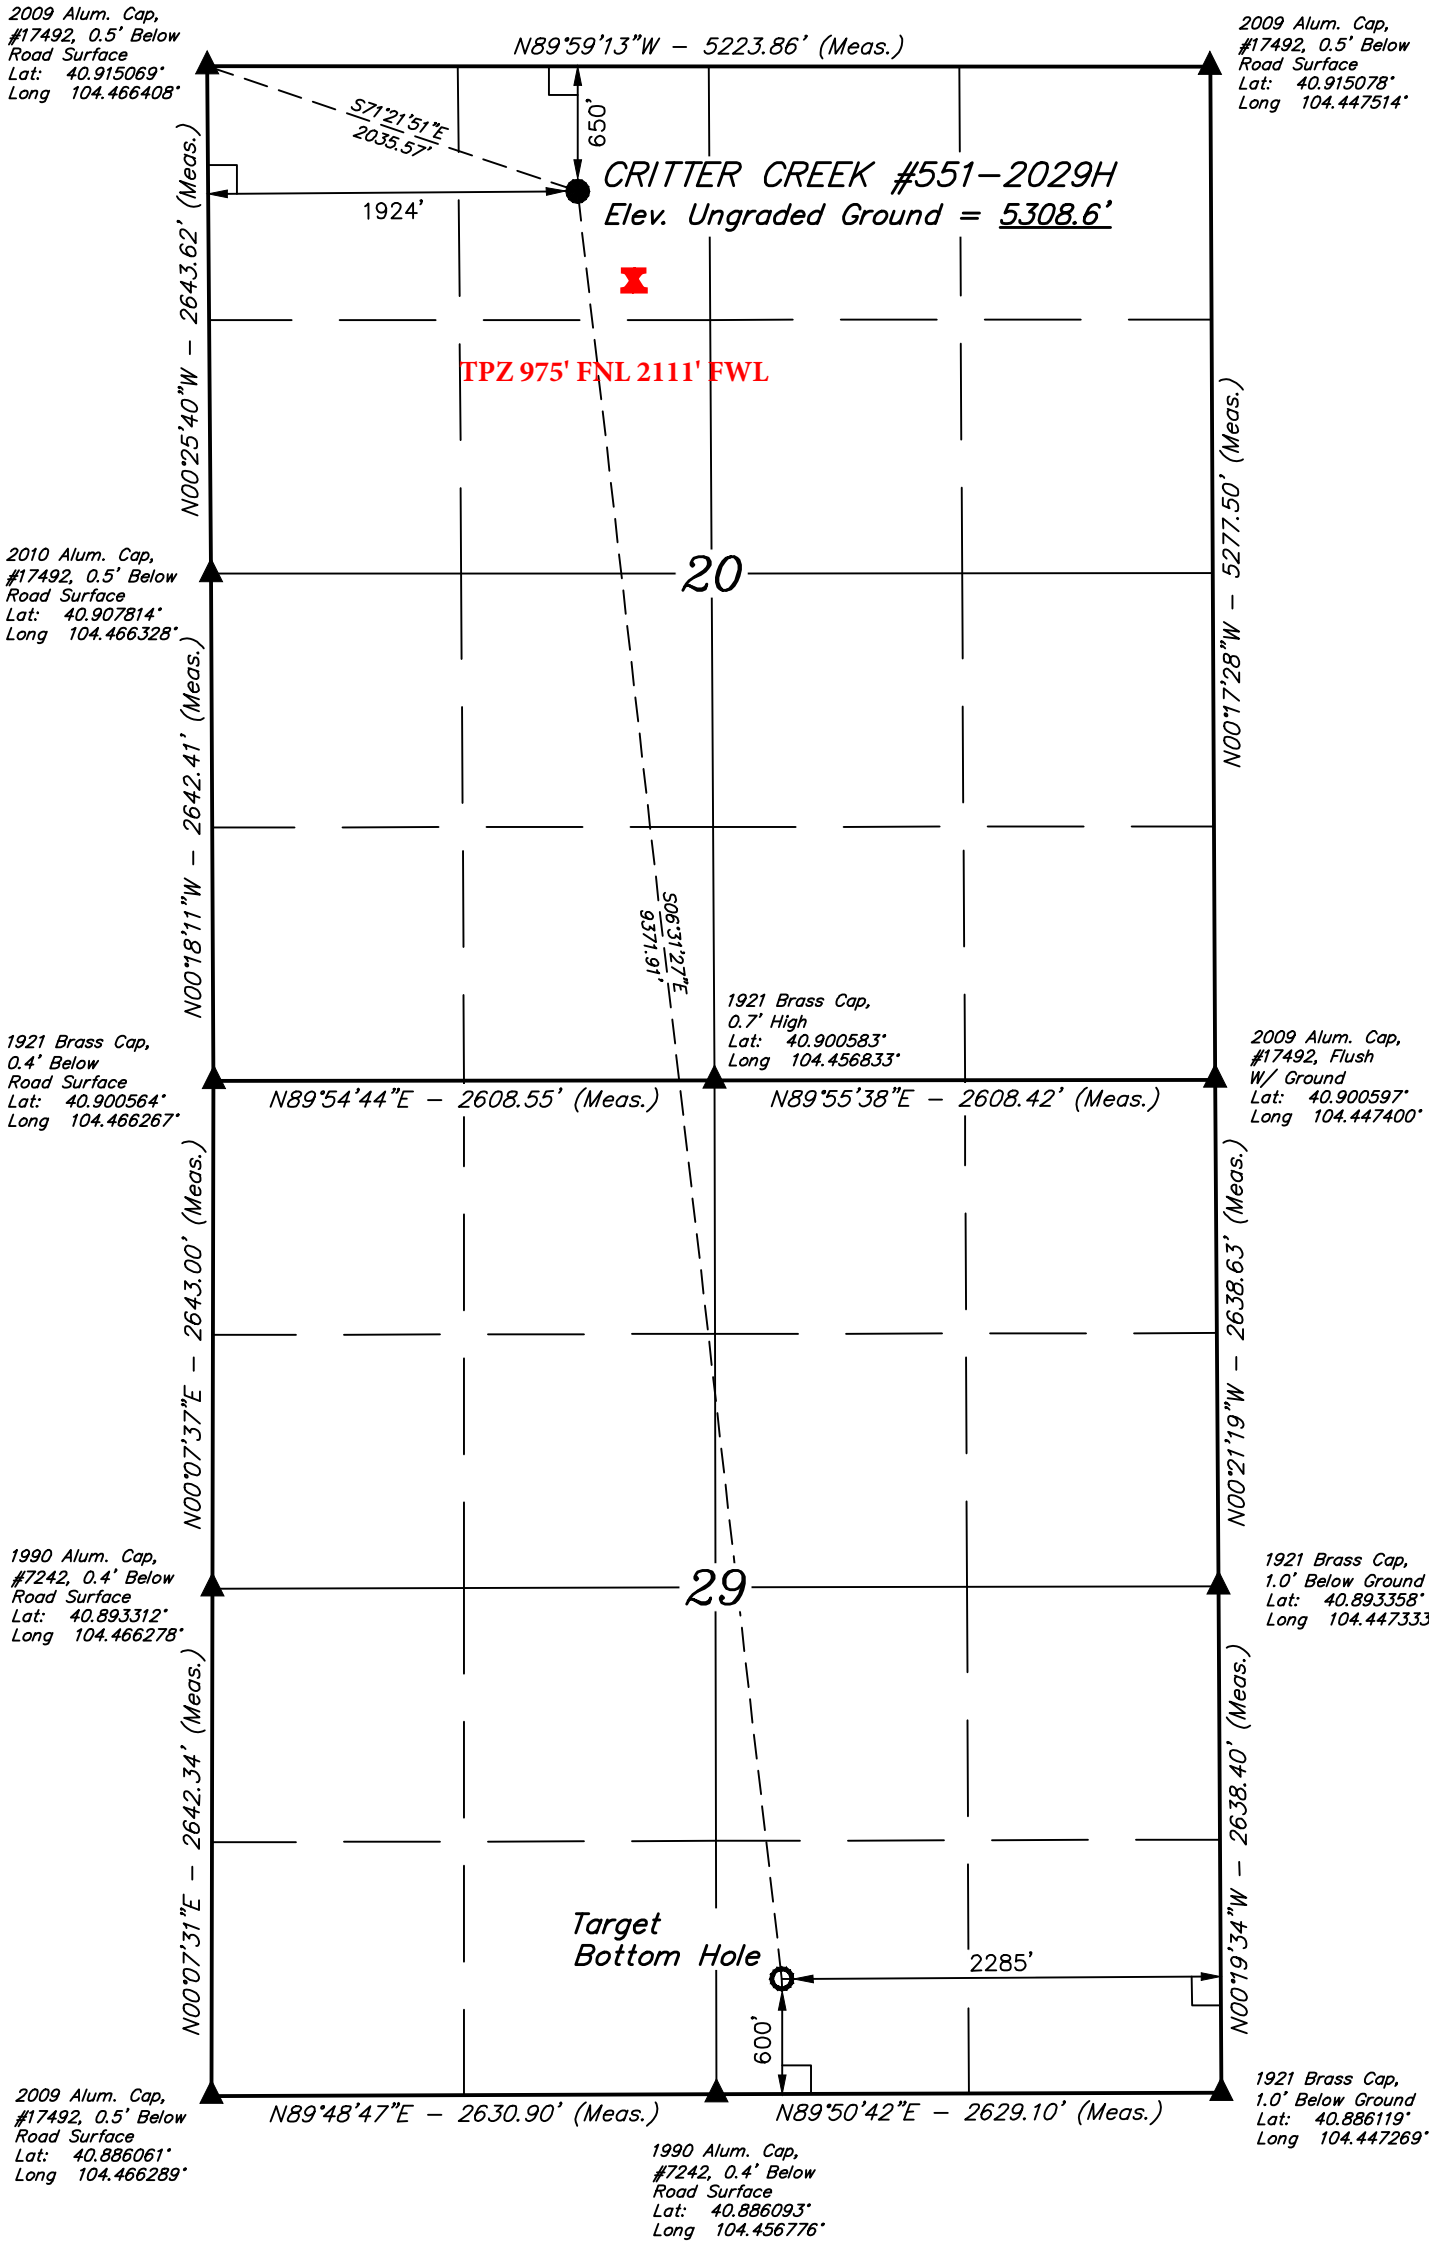 2009 Alum. Cap,
#17492, 0.5' Below
Road Surface
Lat: 40.915069°
Long 104.466408°
N89°59'13"W - 5223.86' (Meas.)
2009 Alum. Cap,
#17492, 0.5' Below
Road Surface
Lat: 40.915078°
Long 104.447514°
S71°21'51"E
2035.57'
650'
1924'
CRITTER CREEK #551-2029H
Elev. Ungraded Ground = 5308.6'
X
TPZ 975' FNL 2111' FWL
N00°25'40"W - 2643.62' (Meas.)
N00°17'28"W - 5277.50' (Meas.)
2010 Alum. Cap,
#17492, 0.5' Below
Road Surface
Lat: 40.907814°
Long 104.466328°
20
N00°18'11"W - 2642.41' (Meas.)
S06°31'27"E
9371.91'
1921 Brass Cap,
0.7' High
Lat: 40.900583°
Long 104.456833°
1921 Brass Cap,
0.4' Below
Road Surface
Lat: 40.900564°
Long 104.466267°
2009 Alum. Cap,
#17492, Flush
W/ Ground
Lat: 40.900597°
Long 104.447400°
N89°54'44"E - 2608.55' (Meas.)
N89°55'38"E - 2608.42' (Meas.)
N00°07'37"E - 2643.00' (Meas.)
N00°21'19"W - 2638.63' (Meas.)
1990 Alum. Cap,
#7242, 0.4' Below
Road Surface
Lat: 40.893312°
Long 104.466278°
29
1921 Brass Cap,
1.0' Below Ground
Lat: 40.893358°
Long 104.447333
N00°07'31"E - 2642.34' (Meas.)
N00°19'34"W - 2638.40' (Meas.)
Target
Bottom Hole
2285'
600'
2009 Alum. Cap,
#17492, 0.5' Below
Road Surface
Lat: 40.886061°
Long 104.466289°
N89°48'47"E - 2630.90' (Meas.)
N89°50'42"E - 2629.10' (Meas.)
1921 Brass Cap,
1.0' Below Ground
Lat: 40.886119°
Long 104.447269°
1990 Alum. Cap,
#7242, 0.4' Below
Road Surface
Lat: 40.886093°
Long 104.456776°